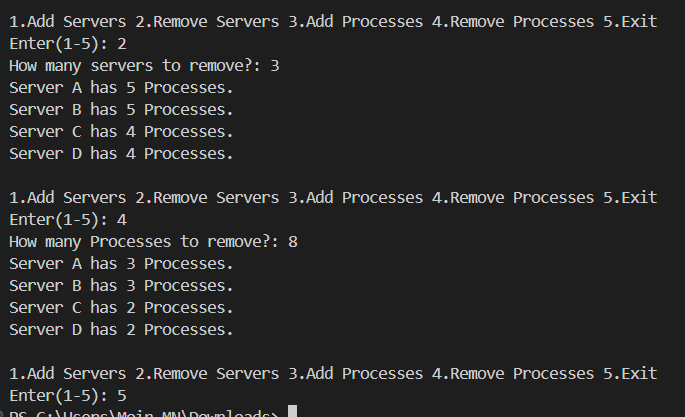 1.Add Servers 2.Remove Servers 3.Add Processes 4.Remove Processes 5.Exit
Enter(1-5): 2
How many servers to remove?: 3
Server A has 5 Processes.
Server B has 5 Processes.
Server C has 4 Processes.
Server D has 4 Processes.
1.Add Servers 2.Remove Servers 3.Add Processes 4.Remove Processes 5.Exit
Enter(1-5): 4
How many Processes to remove?: 8
Server A has 3 Processes.
Server B has 3 Processes.
Server C has 2 Processes.
Server D has 2 Processes.
1.Add Servers 2.Remove Servers 3.Add Processes 4.Remove Processes 5.Exit
Enter(1-5): 5
PS C:\Users\Moin MN\Downloads>